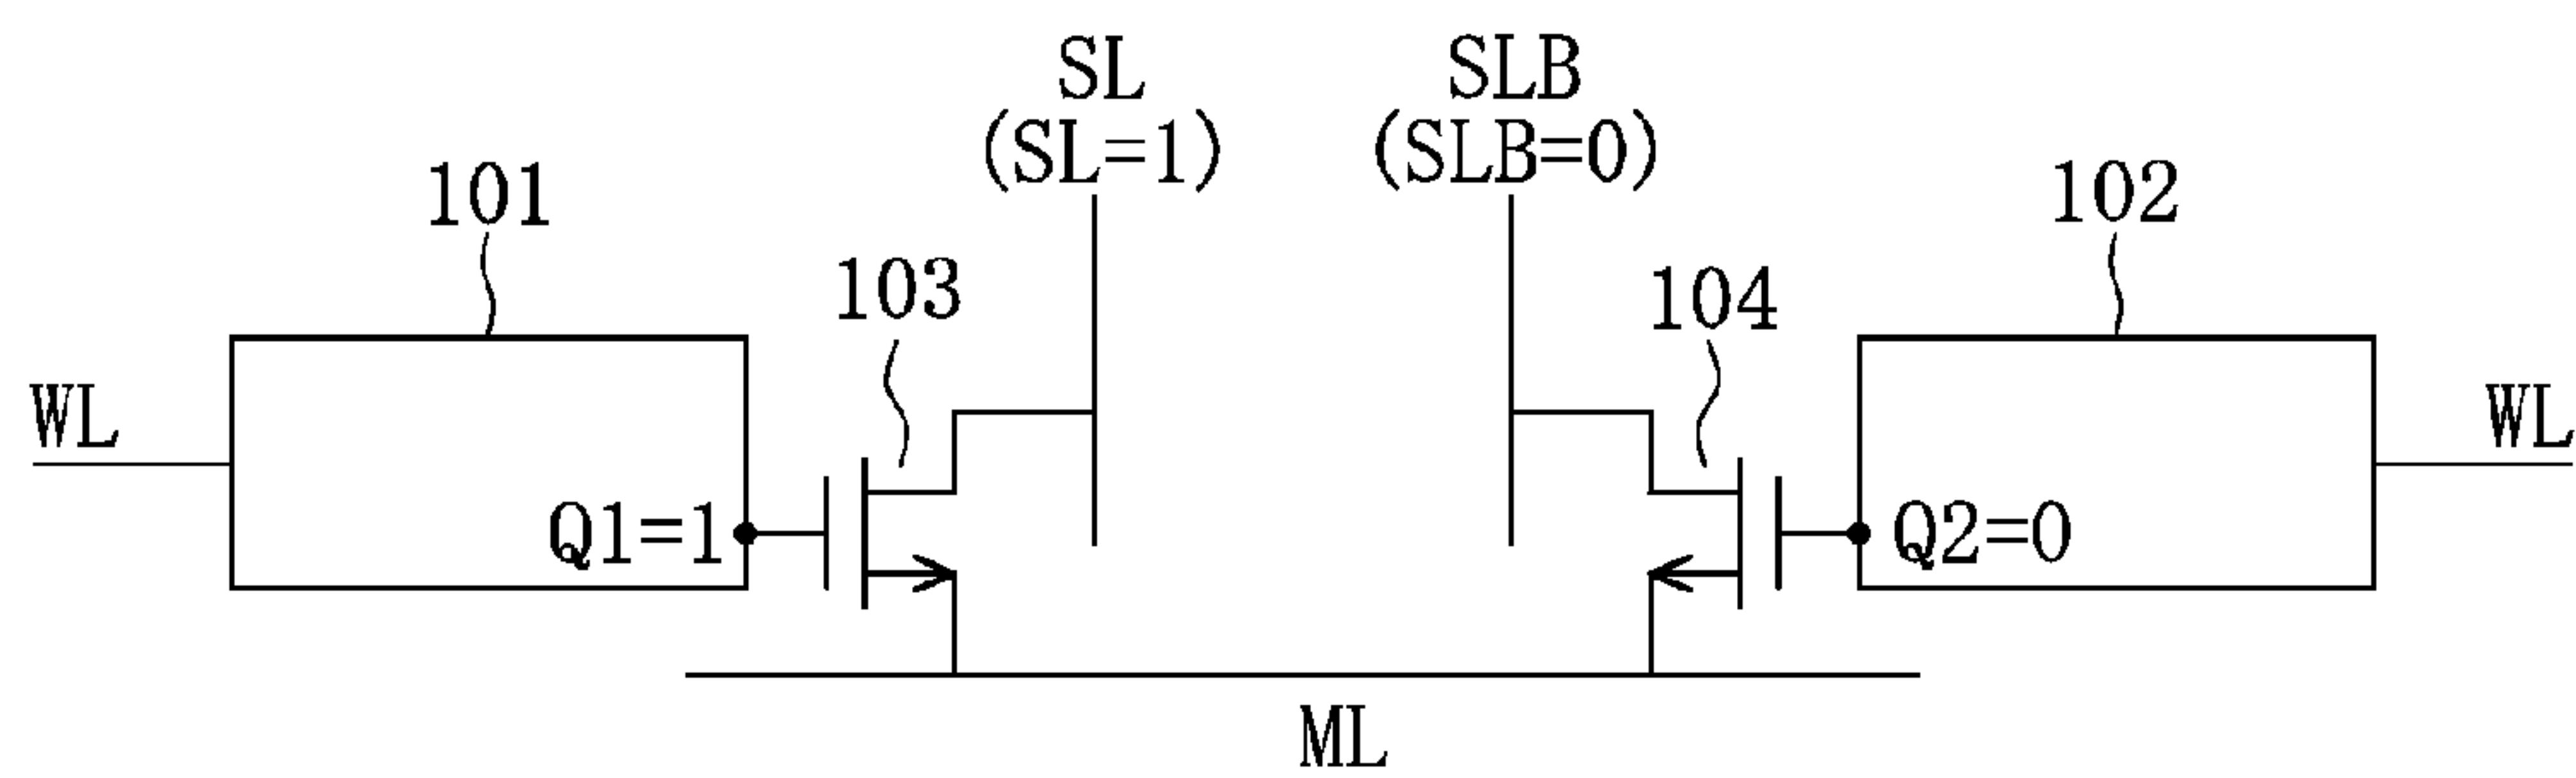 SL
(SL=1)
SLB
(SLB=0)
101
102
103
104
WL
WL
Q1=1
Q2=0
ML